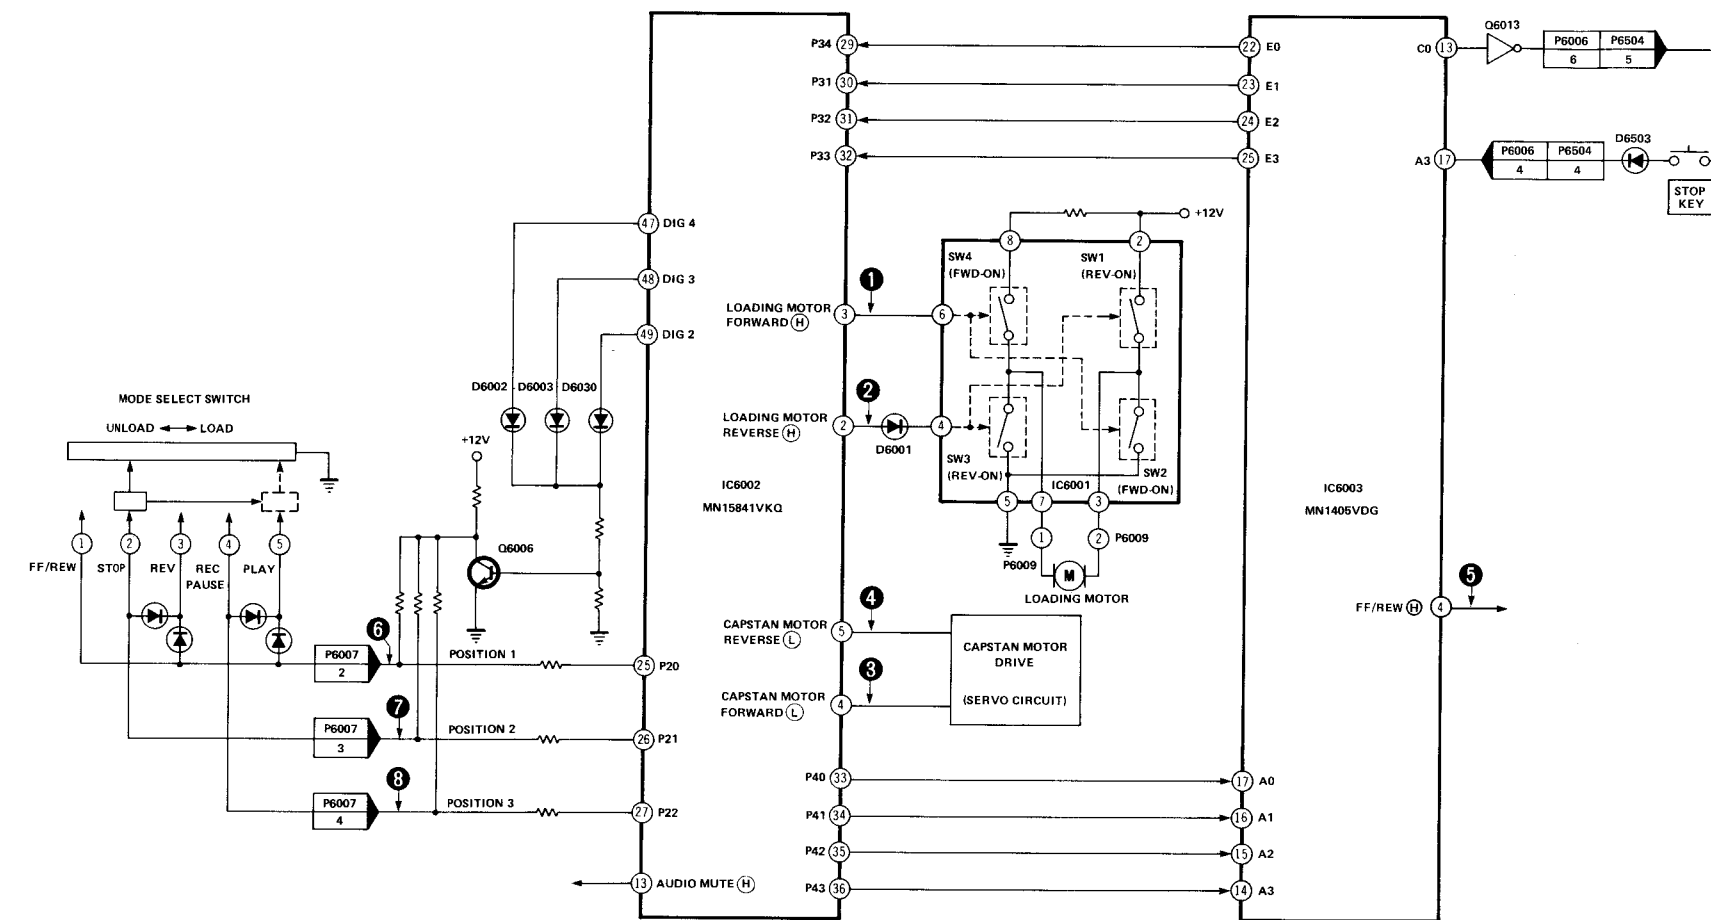 Q6013
P34 29
22 E0
C0 13
P6006 P6504
6 5
P31 30
23 E1
P32 31
24 E2
P33 32
25 E3
D6503
A3 17
P6006 P6504
4 4
STOP
KEY
47 DIG 4
+12V
8
2
SW4
(FWD-ON)
SW1
(REV-ON)
48 DIG 3
1
LOADING MOTOR
FORWARD H
3
6
49 DIG 2
D6002 D6003 D6030
2
MODE SELECT SWITCH
UNLOAD LOAD
LOADING MOTOR
REVERSE H
2
4
D6001
+12V
SW3
(REV-ON)
SW2
(FWD-ON)
IC6001
IC6002
MN15841VKQ
IC6003
MN1405VDG
5
7
3
1 2 3 4 5
FF/REW STOP REV REC
PAUSE
PLAY
Q6006
1
2
P6009
P6009
M
LOADING MOTOR
5
FF/REW H 4
4
CAPSTAN MOTOR
REVERSE L
5
CAPSTAN MOTOR
DRIVE
(SERVO CIRCUIT)
6
P6007
2
POSITION 1
25 P20
3
CAPSTAN MOTOR
FORWARD L
4
7
P6007
3
POSITION 2
26 P21
8
P6007
4
POSITION 3
27 P22
P40 33
17 A0
P41 34
16 A1
P42 35
15 A2
13 AUDIO MUTE H
P43 36
14 A3